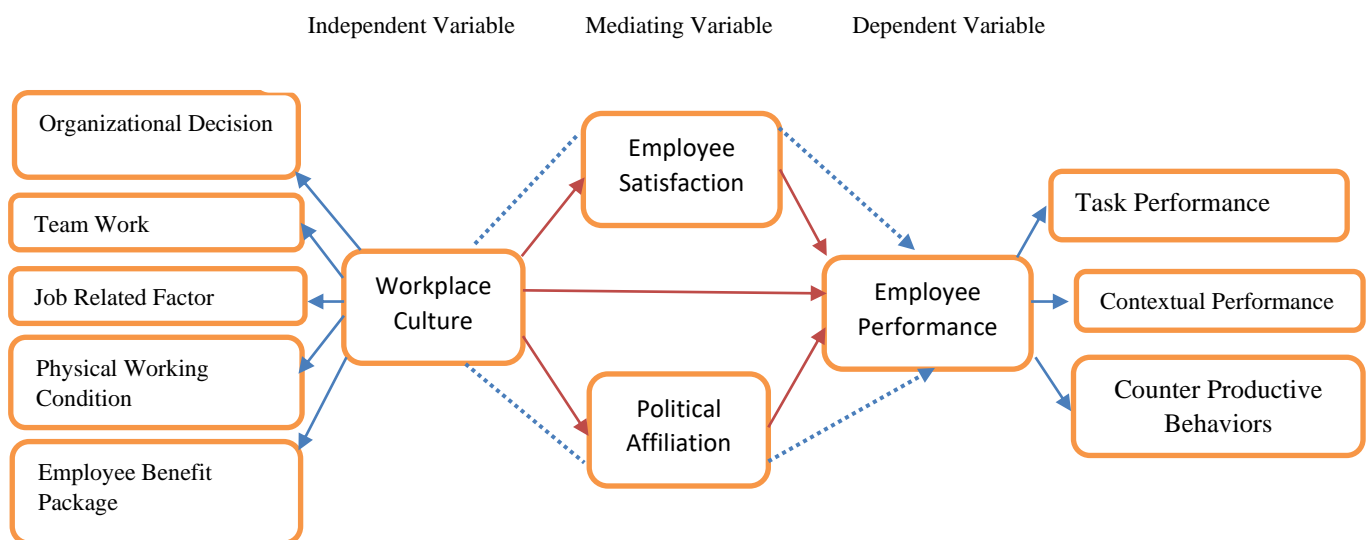 Independent Variable Mediating Variable Dependent Variable
Organizational Decision
Team Work
Job Related Factor
Physical Working
Condition
Employee Benefit
Package
Workplace
Culture
Employee
Satisfaction
Political
Affiliation
Employee
Performance
Task Performance
Contextual Performance
Counter Productive
Behaviors